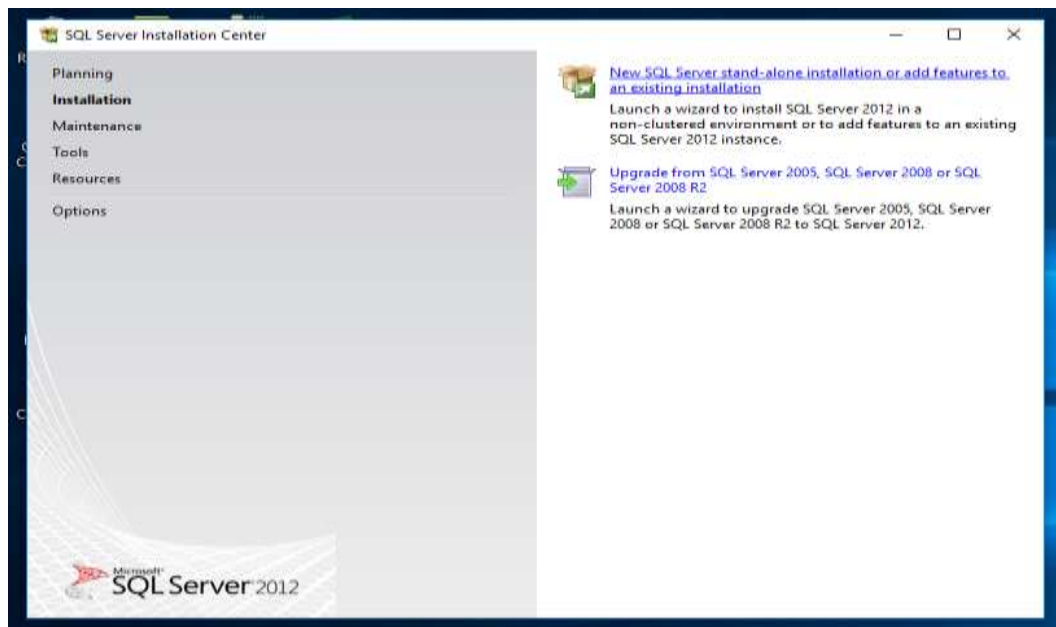 SQL Server Installation Center
Planning
Installation
Maintenance
Tools
Resources
Options
New SQL Server stand-alone installation or add features to
an existing installation
Launch a wizard to install SQL Server 2012 in a
non-clustered environment or to add features to an existing
SQL Server 2012 instance.
Upgrade from SQL Server 2005, SQL Server 2008 or SQL
Server 2008 R2
Launch a wizard to upgrade SQL Server 2005, SQL Server
2008 or SQL Server 2008 R2 to SQL Server 2012.
Microsoft
SQL Server 2012